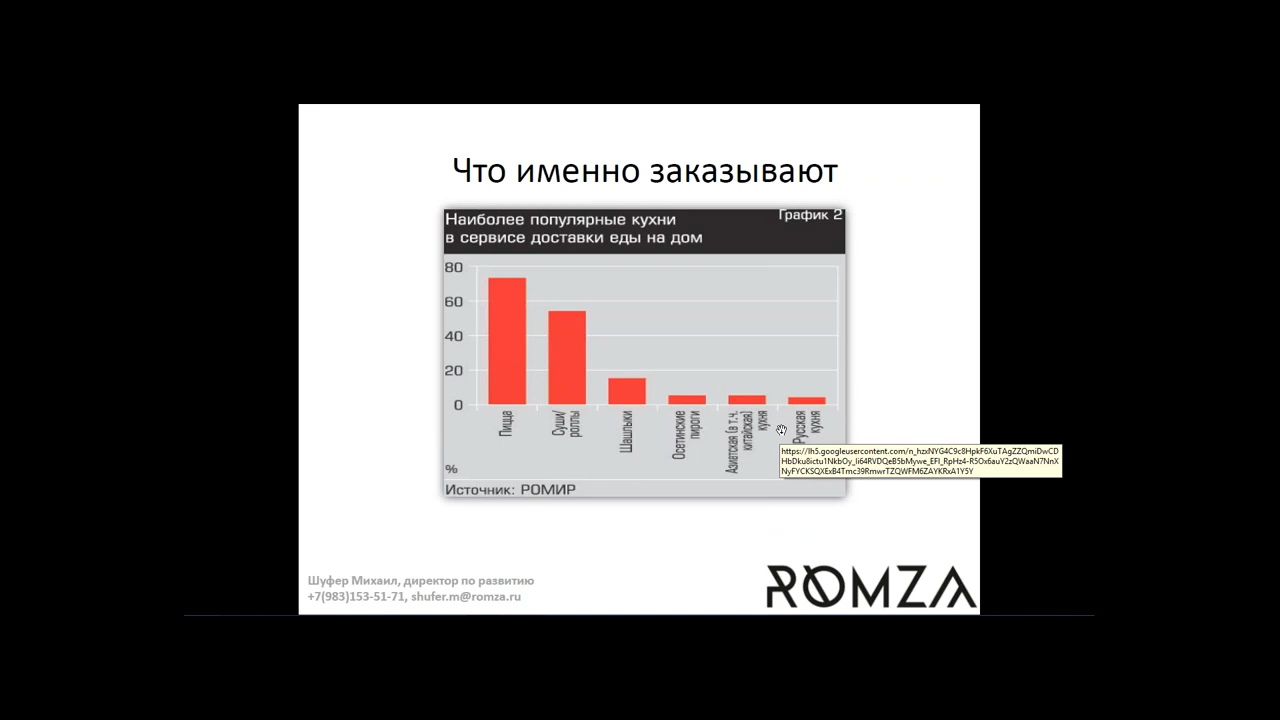 Что именно заказывают
Наиболее популярные кухни
График 2
в сервисе доставки еды на дом
80
60
40
20
0
Пицца
Суши/
роллы
Шашлыки
Осетинские
пироги
Азиатская (в т.ч.
китайская)
кухня
Русская
кухня
%
Источник: РОМИР
Шуфер Михаил, директор по развитию
+7(983)153-51-71, shufer.m@romza.ru
ROMZA